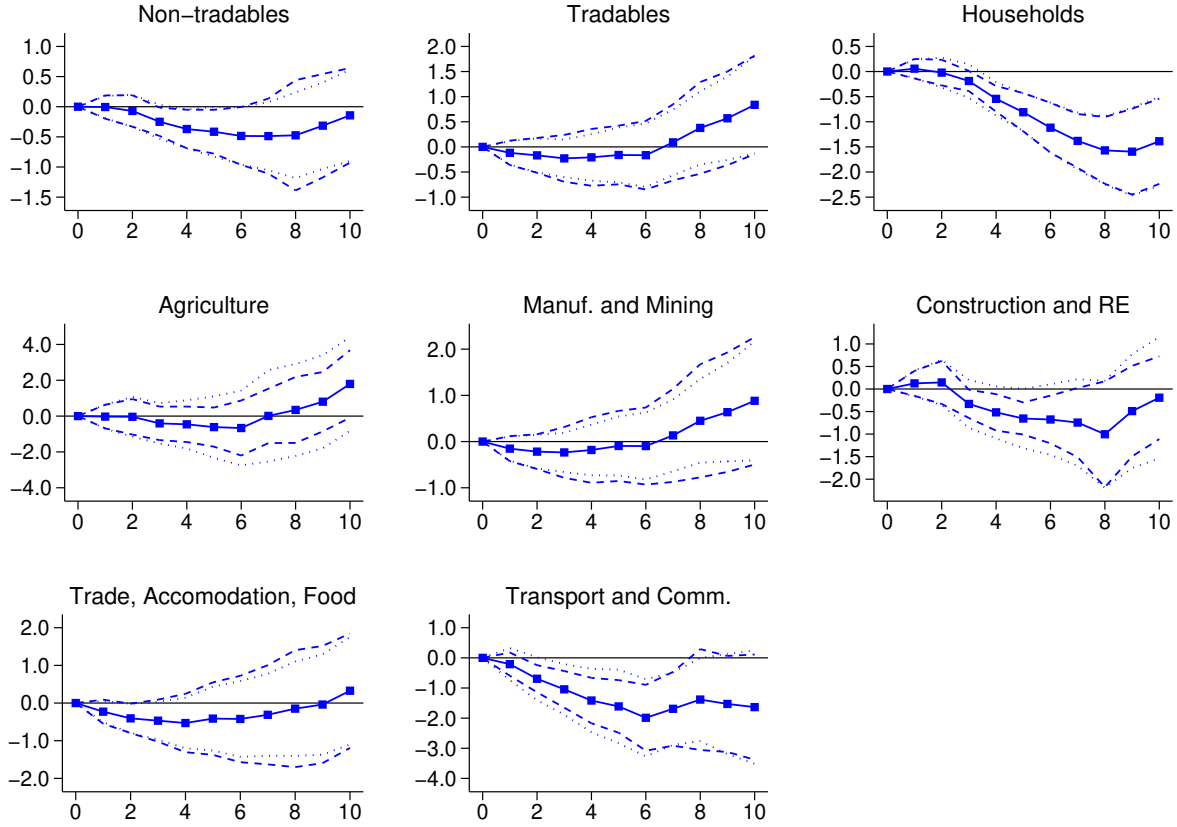 Non−tradables
1.0
0.5
0.0
−0.5
−1.0
−1.5
0 2 4 6 8 10
Tradables
2.0
1.5
1.0
0.5
0.0
−0.5
−1.0
0 2 4 6 8 10
Households
0.5
0.0
−0.5
−1.0
−1.5
−2.0
−2.5
0 2 4 6 8 10
Agriculture
4.0
2.0
0.0
−2.0
−4.0
0 2 4 6 8 10
Manuf. and Mining
2.0
1.0
0.0
−1.0
0 2 4 6 8 10
Construction and RE
1.0
0.5
0.0
−0.5
−1.0
−1.5
−2.0
0 2 4 6 8 10
Trade, Accomodation, Food
2.0
1.0
0.0
−1.0
−2.0
0 2 4 6 8 10
Transport and Comm.
1.0
0.0
−1.0
−2.0
−3.0
−4.0
0 2 4 6 8 10